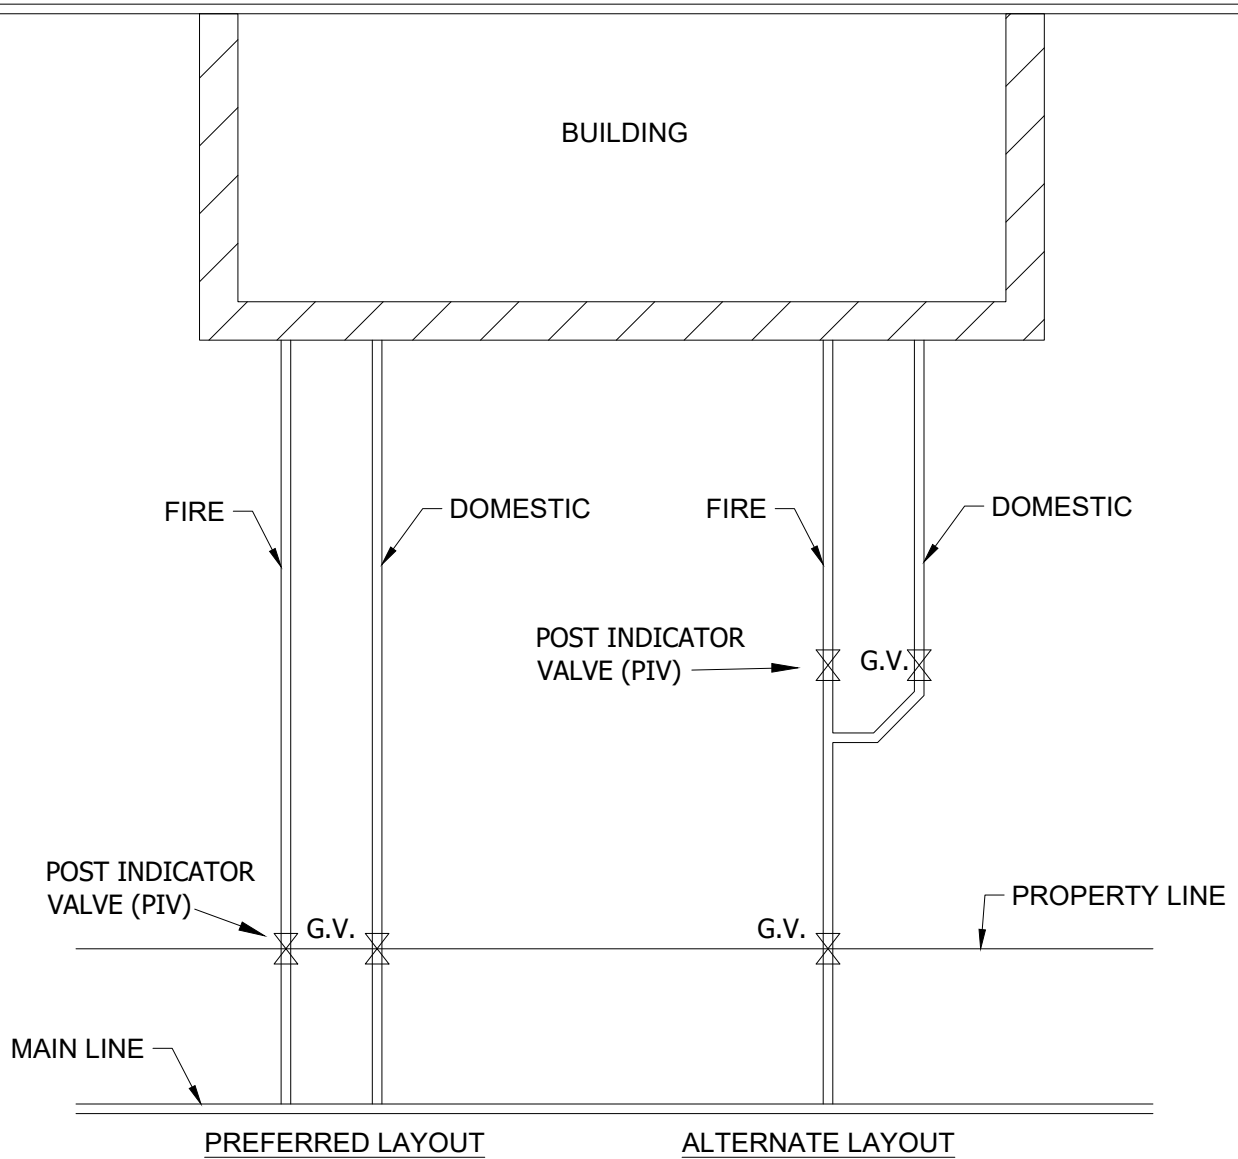 BUILDING
FIRE
DOMESTIC
FIRE
DOMESTIC
POST INDICATOR
VALVE (PIV)
G.V.
POST INDICATOR
VALVE (PIV)
G.V.
G.V.
PROPERTY LINE
MAIN LINE
PREFERRED LAYOUT
ALTERNATE LAYOUT